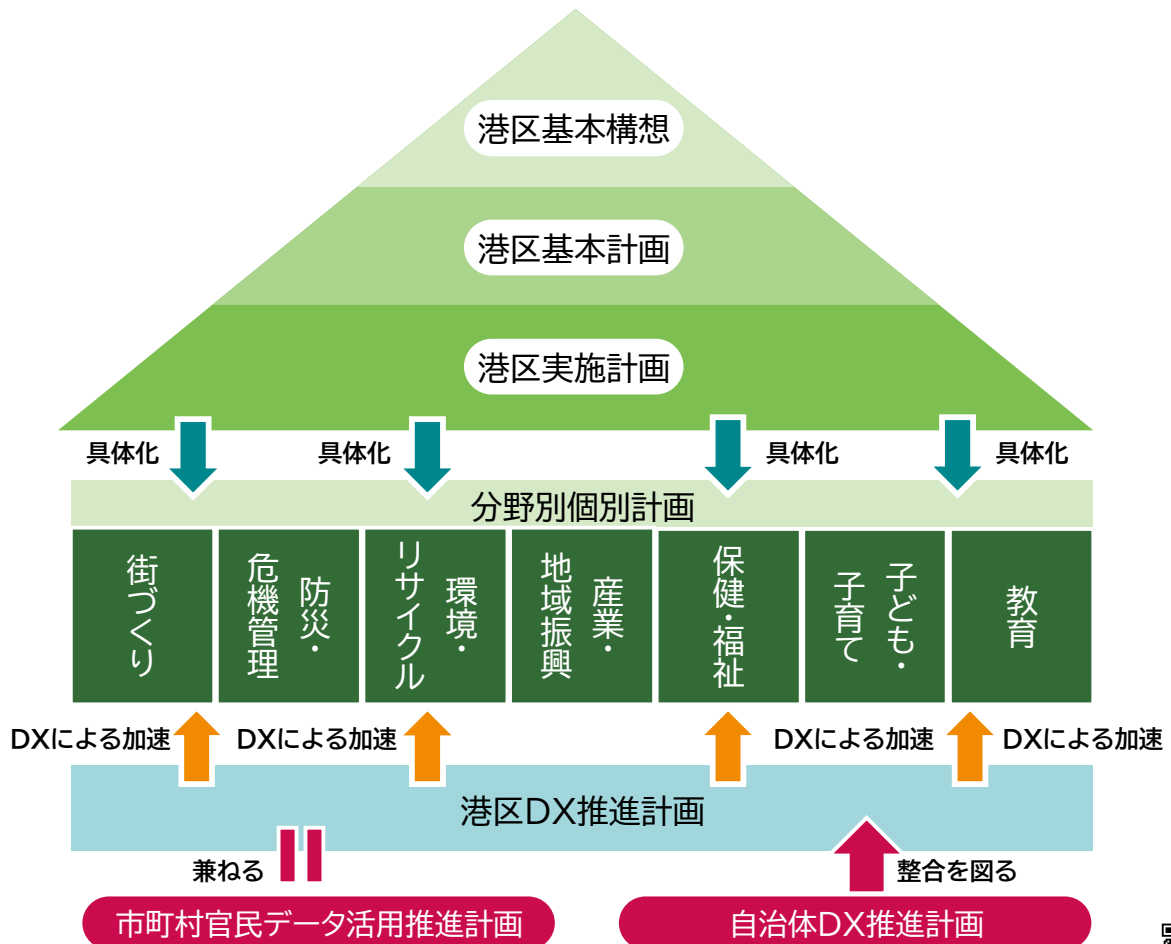 港区基本構想
港区基本計画
港区実施計画
具体化
具体化
具体化
具体化
分野別個別計画
街づくり
防災・
危機管理
環境・
リサイクル
産業・
地域振興
保健・福祉
子ども・
子育て
教育
DXによる加速
DXによる加速
DXによる加速
DXによる加速
港区DX推進計画
兼ねる
整合を図る
市町村官民データ活用推進計画
自治体DX推進計画